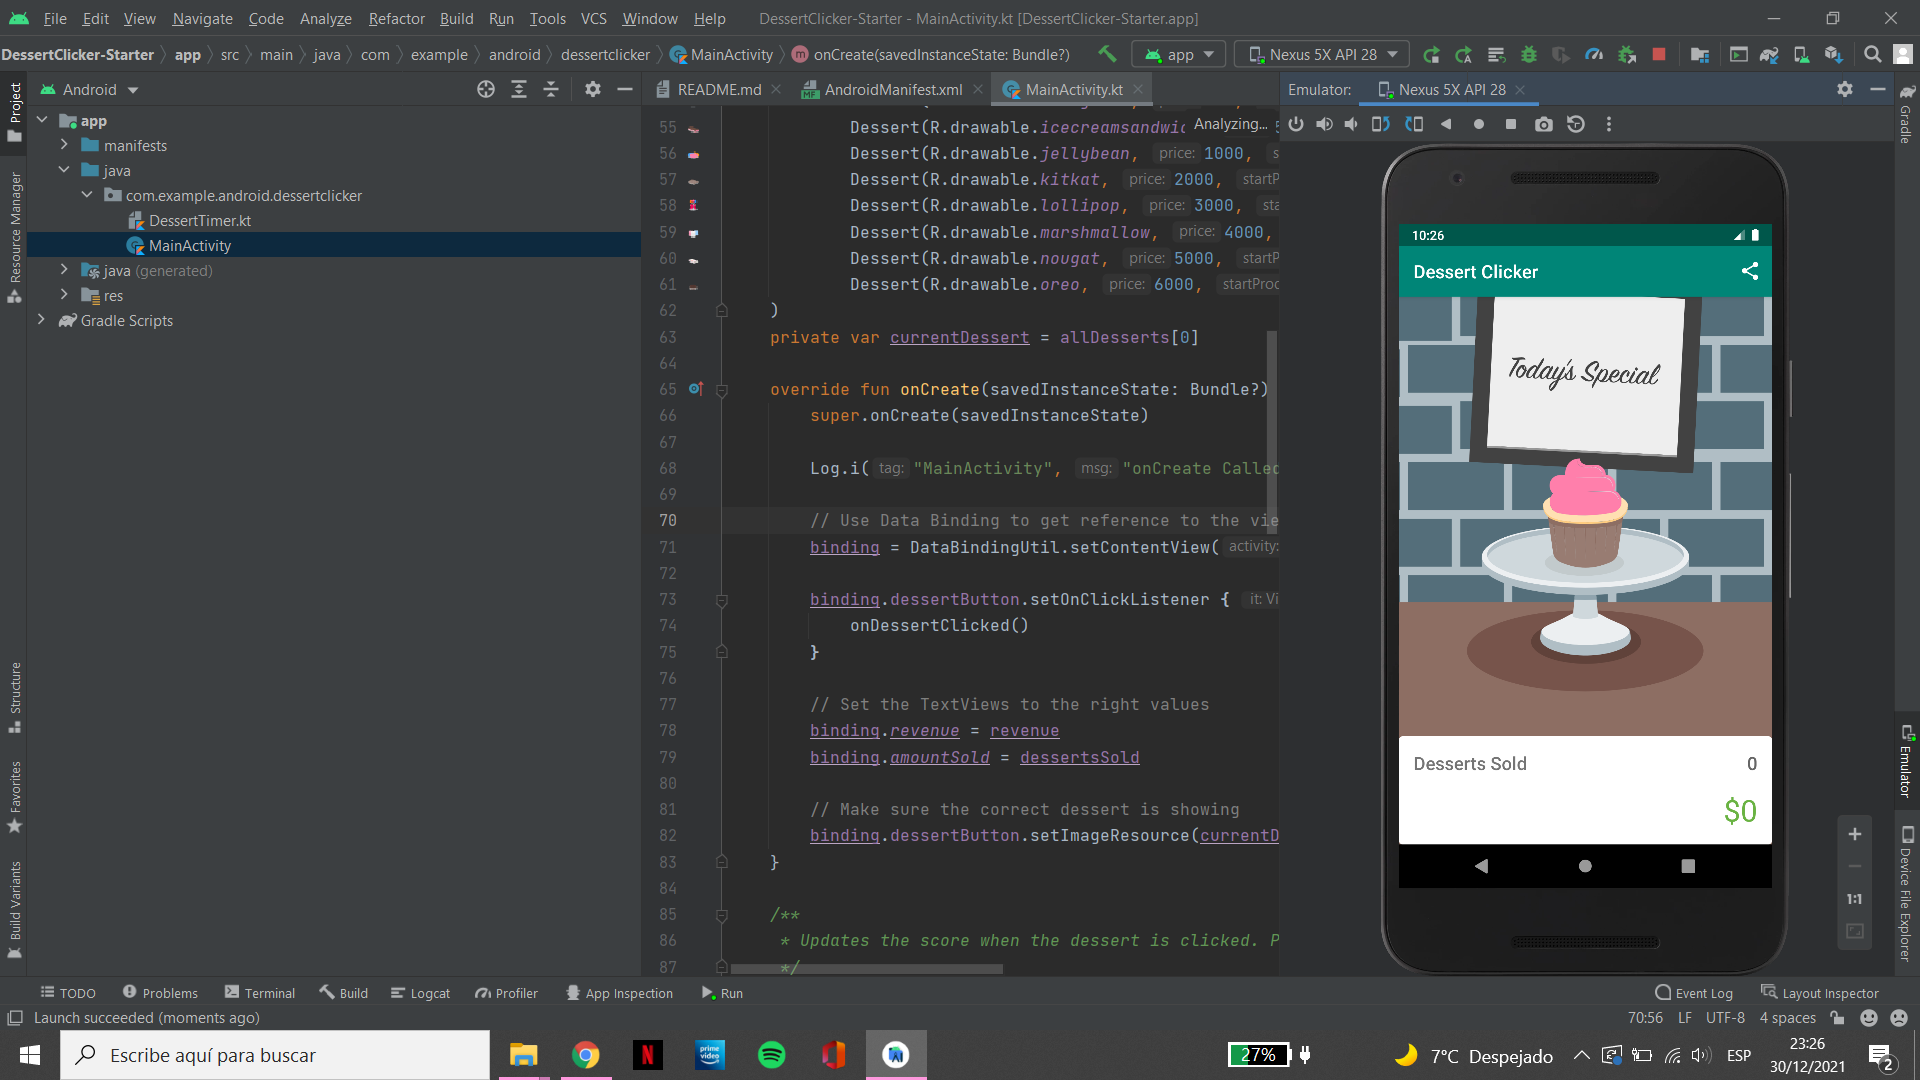 File Edit View Navigate Code Analyze Refactor Build Run Tools VCS Window Help DessertClicker-Starter - MainActivity.kt [DessertClicker-Starter.app]
DessertClicker-Starter app src main java com example android dessertclicker MainActivity onCreate(savedInstanceState: Bundle?) app Nexus 5X API 28
Project
Android
README.md
AndroidManifest.xml
MainActivity.kt
Emulator: Nexus 5X API 28
Gradle
app
manifests
java
com.example.android.dessertclicker
DessertTimer.kt
MainActivity
java (generated)
res
Gradle Scripts
Resource Manager
Structure
Favorites
Build Variants
Analyzing...
55 Dessert(R.drawable.icecreamsandwic
56 Dessert(R.drawable.jellybean, price: 1000, s
57 Dessert(R.drawable.kitkat, price: 2000, startP
58 Dessert(R.drawable.lollipop, price: 3000, sta
59 Dessert(R.drawable.marshmallow, price: 4000,
60 Dessert(R.drawable.nougat, price: 5000, startP
61 Dessert(R.drawable.oreo, price: 6000, startProd
62 )
63 private var currentDessert = allDesserts[0]
64
65 override fun onCreate(savedInstanceState: Bundle?)
66 super.onCreate(savedInstanceState)
67
68 Log.i( tag: "MainActivity", msg: "onCreate Called
69
70 // Use Data Binding to get reference to the vie
71 binding = DataBindingUtil.setContentView( activity:
72
73 binding.dessertButton.setOnClickListener { it: Vi
74 onDessertClicked()
75 }
76
77 // Set the TextViews to the right values
78 binding.revenue = revenue
79 binding.amountSold = dessertsSold
80
81 // Make sure the correct dessert is showing
82 binding.dessertButton.setImageResource(currentD
83 }
84
85 /**
86 * Updates the score when the dessert is clicked. P
87 */
10:26
Dessert Clicker
Today's Special
Desserts Sold 0
$0
1:1
Emulator
Device File Explorer
TODO Problems Terminal Build Logcat Profiler App Inspection Run Event Log Layout Inspector
Launch succeeded (moments ago) 70:56 LF UTF-8 4 spaces
Escribe aquí para buscar
N
prime video
27%
7°C Despejado
ESP
23:26
30/12/2021
2